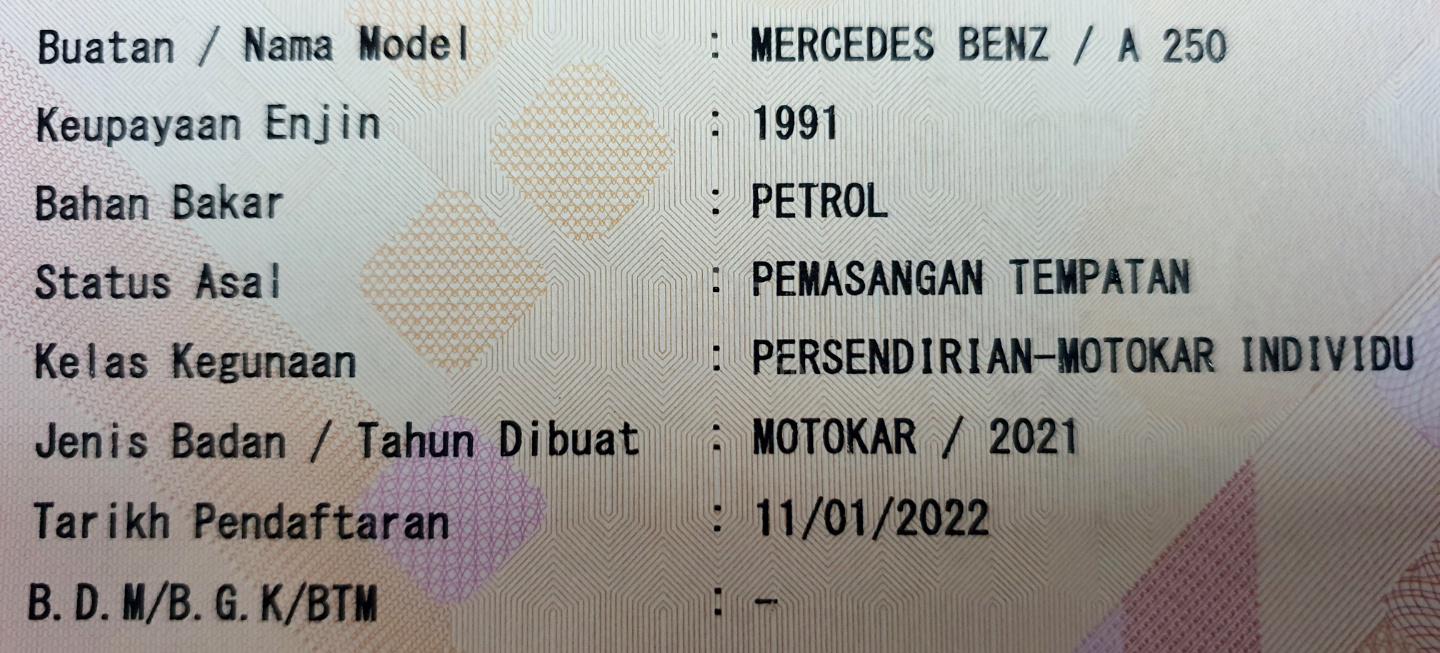 Buatan / Nama Model : MERCEDES BENZ / A 250
Keupayaan Enjin : 1991
Bahan Bakar : PETROL
Status Asal : PEMASANGAN TEMPATAN
Kelas Kegunaan : PERSENDIRIAN-MOTOKAR INDIVIDU
Jenis Badan / Tahun Dibuat : MOTOKAR / 2021
Tarikh Pendaftaran : 11/01/2022
B.D.M/B.G.K/BTM : -